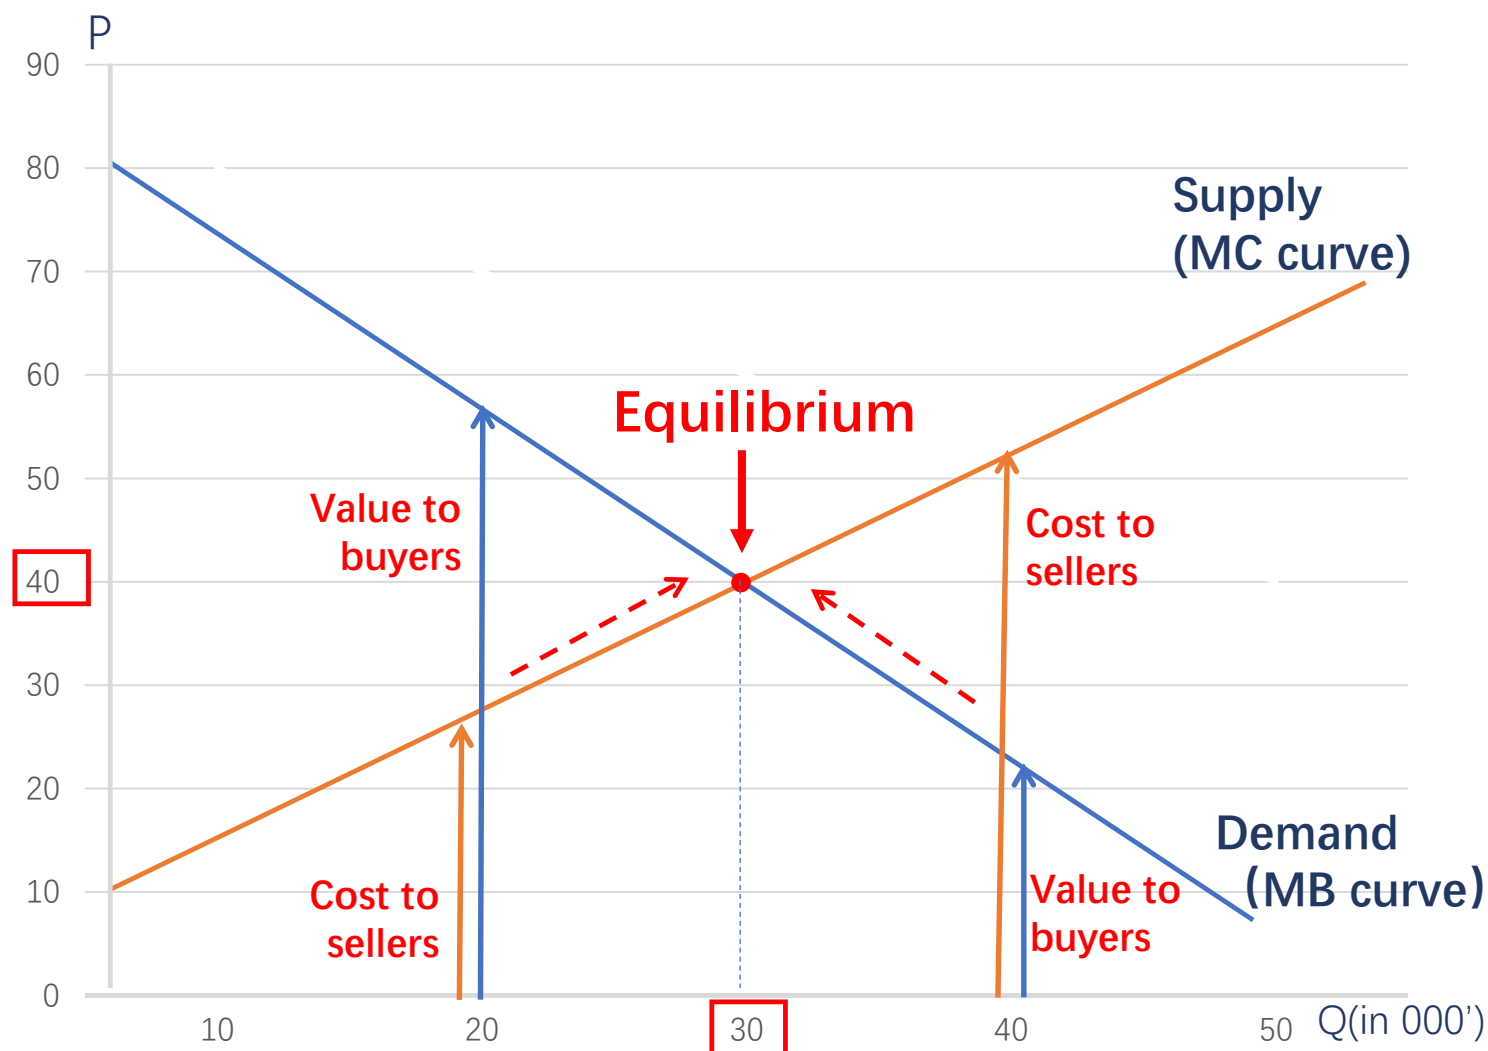 P
90
80
70
60
50
40
30
20
10
0
Supply
(MC curve)
Equilibrium
Value to
buyers
Cost to
sellers
Cost to
sellers
Value to
buyers
Demand
(MB curve)
10 20 30 40 50 Q(in 000')